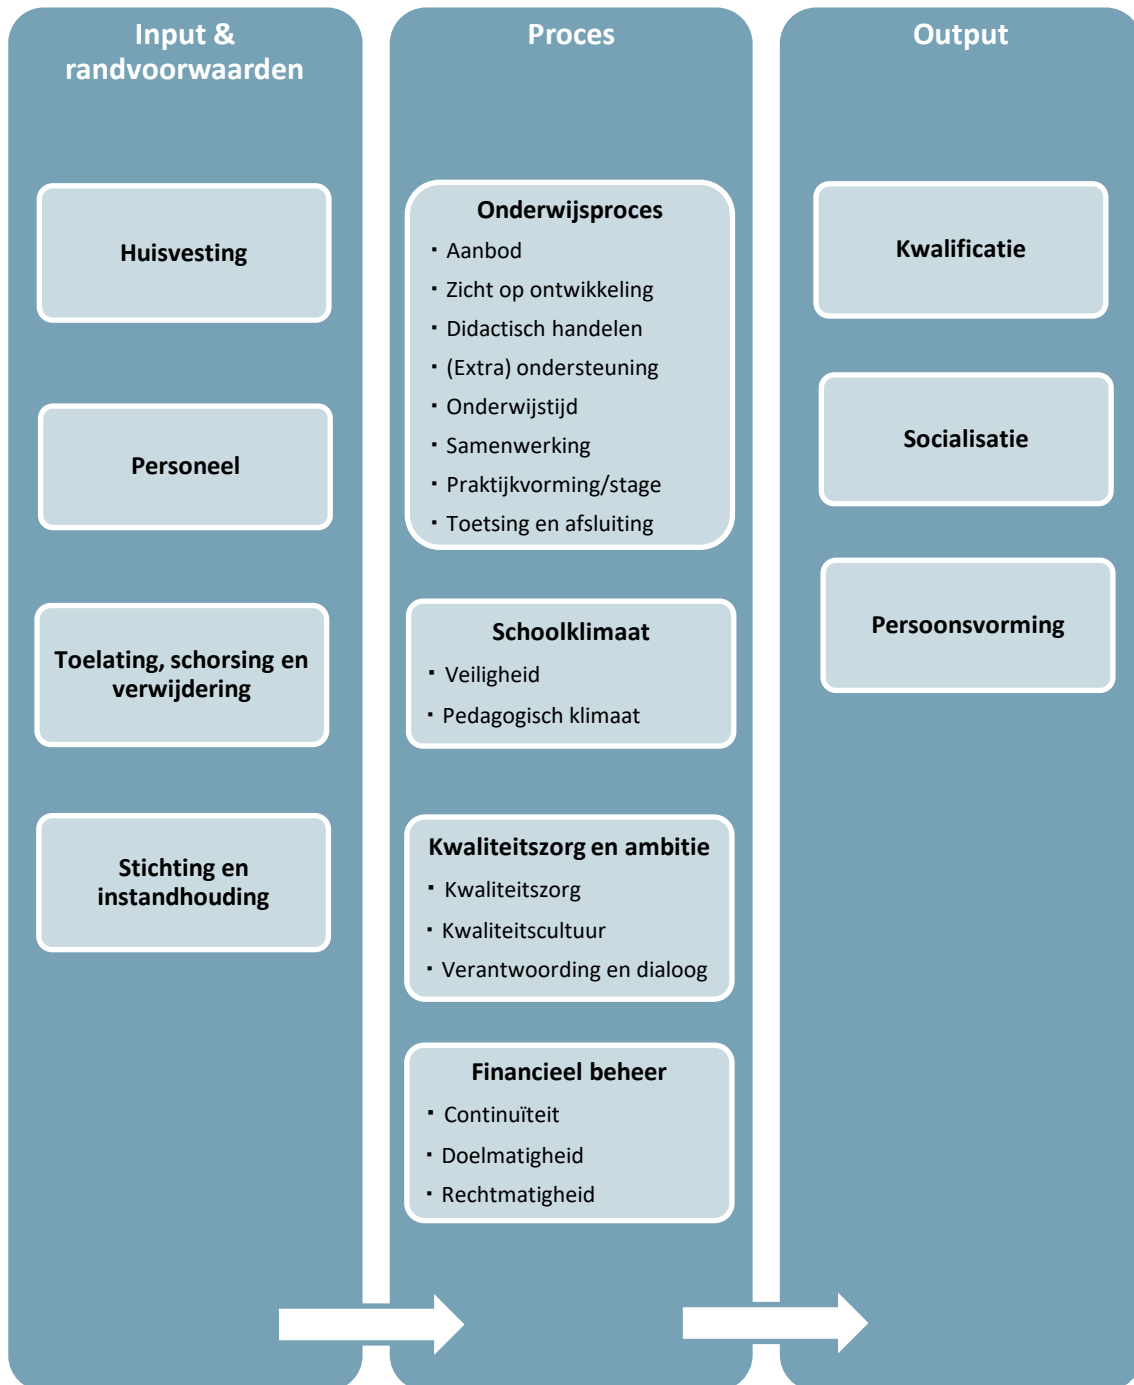 Input &
randvoorwaarden
Huisvesting
Personeel
Toelating, schorsing en
verwijdering
Stichting en
instandhouding
Proces
Onderwijsproces
▪ Aanbod
▪ Zicht op ontwikkeling
▪ Didactisch handelen
▪ (Extra) ondersteuning
▪ Onderwijstijd
▪ Samenwerking
▪ Praktijkvorming/stage
▪ Toetsing en afsluiting
Schoolklimaat
▪ Veiligheid
▪ Pedagogisch klimaat
Kwaliteitszorg en ambitie
▪ Kwaliteitszorg
▪ Kwaliteitscultuur
▪ Verantwoording en dialoog
Financieel beheer
▪ Continuïteit
▪ Doelmatigheid
▪ Rechtmatigheid
Output
Kwalificatie
Socialisatie
Persoonsvorming